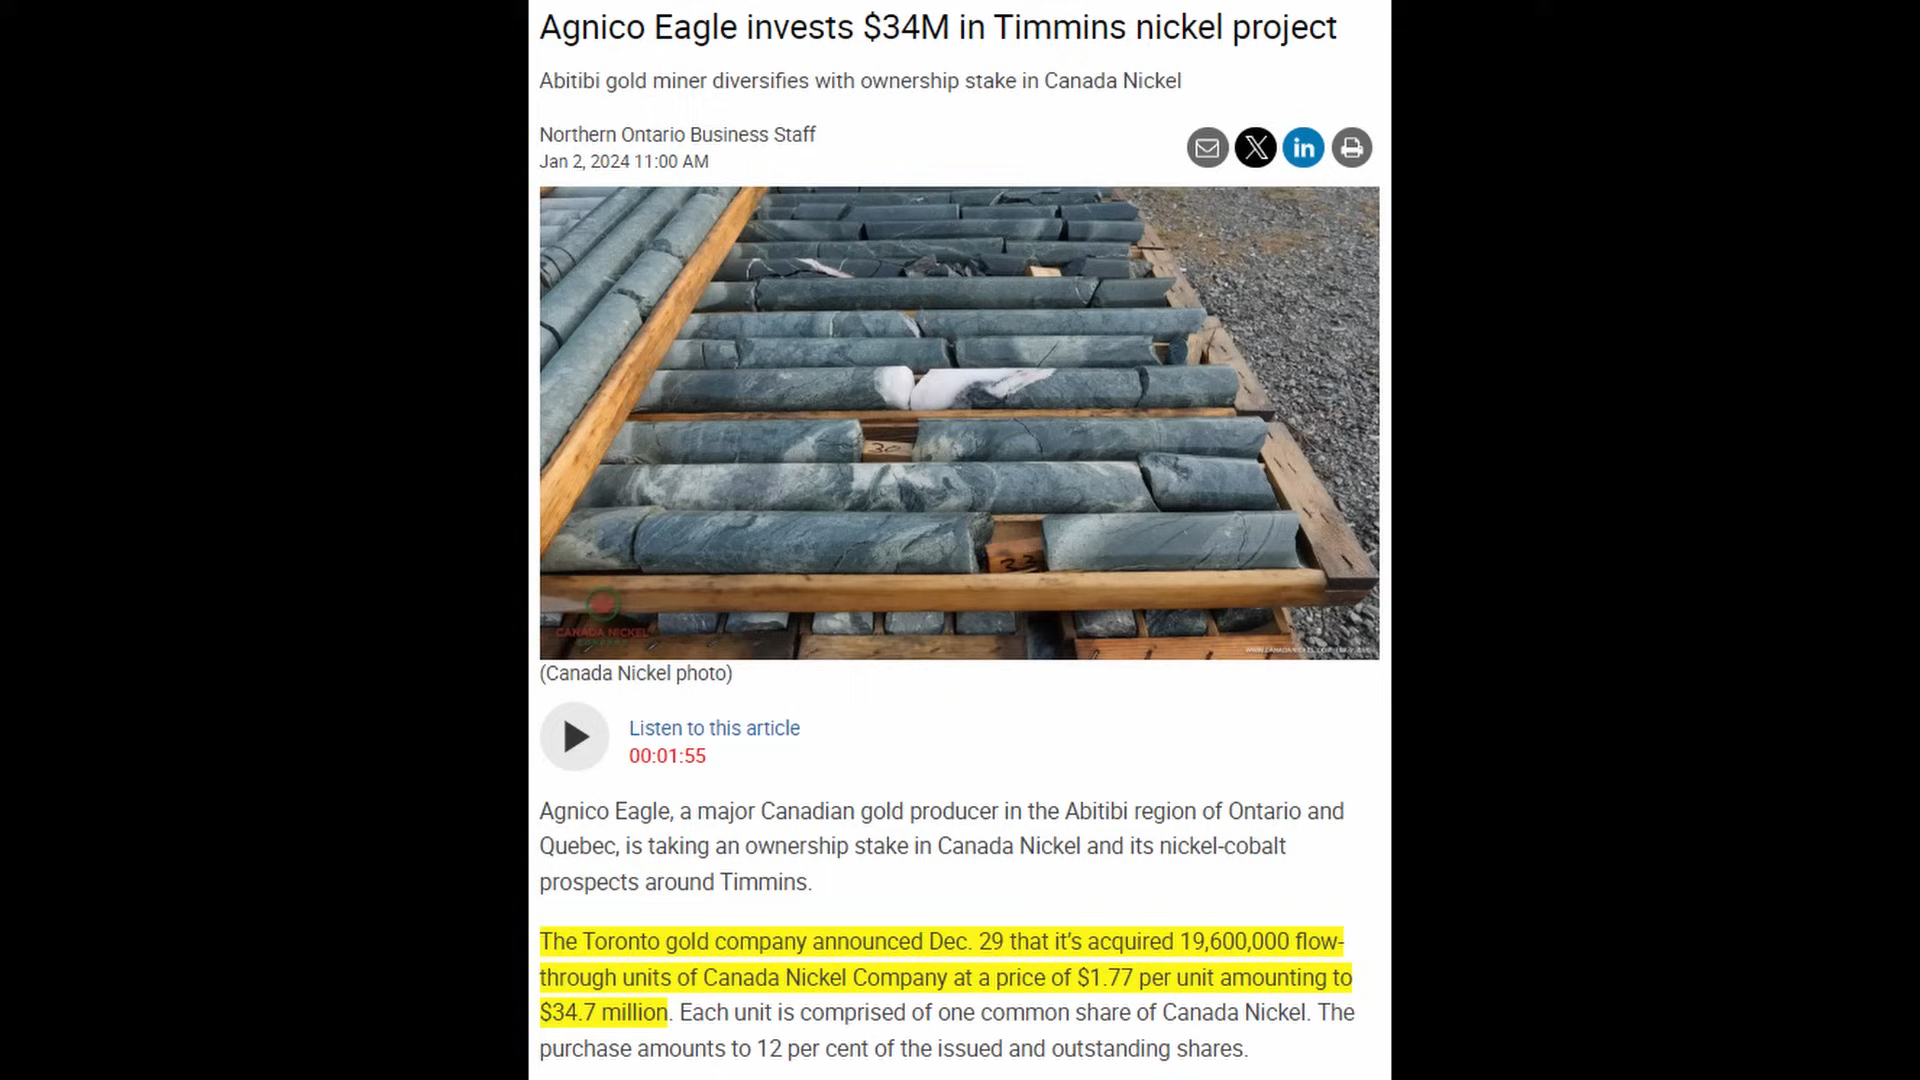 Agnico Eagle invests $34M in Timmins nickel project
Abitibi gold miner diversifies with ownership stake in Canada Nickel
Northern Ontario Business Staff
Jan 2, 2024 11:00 AM
30
33
CANADA NICKEL
(Canada Nickel photo)
Listen to this article
00:01:55
Agnico Eagle, a major Canadian gold producer in the Abitibi region of Ontario and
Quebec, is taking an ownership stake in Canada Nickel and its nickel-cobalt
prospects around Timmins.
The Toronto gold company announced Dec. 29 that it’s acquired 19,600,000 flow-
through units of Canada Nickel Company at a price of $1.77 per unit amounting to
$34.7 million. Each unit is comprised of one common share of Canada Nickel. The
purchase amounts to 12 per cent of the issued and outstanding shares.